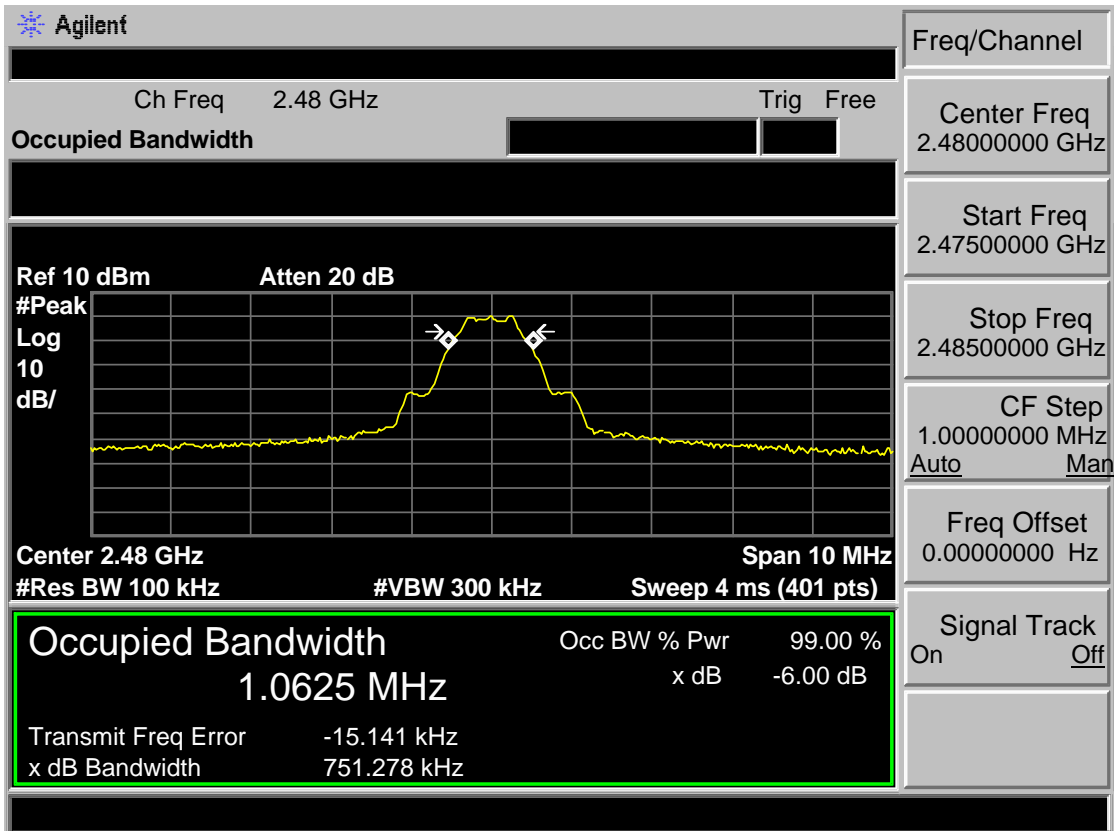 Agilent
Freq/Channel
Ch Freq 2.48 GHz Trig Free
Occupied Bandwidth
Center Freq
2.48000000 GHz
Start Freq
2.47500000 GHz
Ref 10 dBm Atten 20 dB
#Peak
Log
10
dB/
Stop Freq
2.48500000 GHz
CF Step
1.00000000 MHz
Auto Man
Freq Offset
0.00000000 Hz
Center 2.48 GHz Span 10 MHz
#Res BW 100 kHz #VBW 300 kHz Sweep 4 ms (401 pts)
Signal Track
On Off
Occupied Bandwidth
1.0625 MHz
Occ BW % Pwr 99.00 %
x dB -6.00 dB
Transmit Freq Error -15.141 kHz
x dB Bandwidth 751.278 kHz